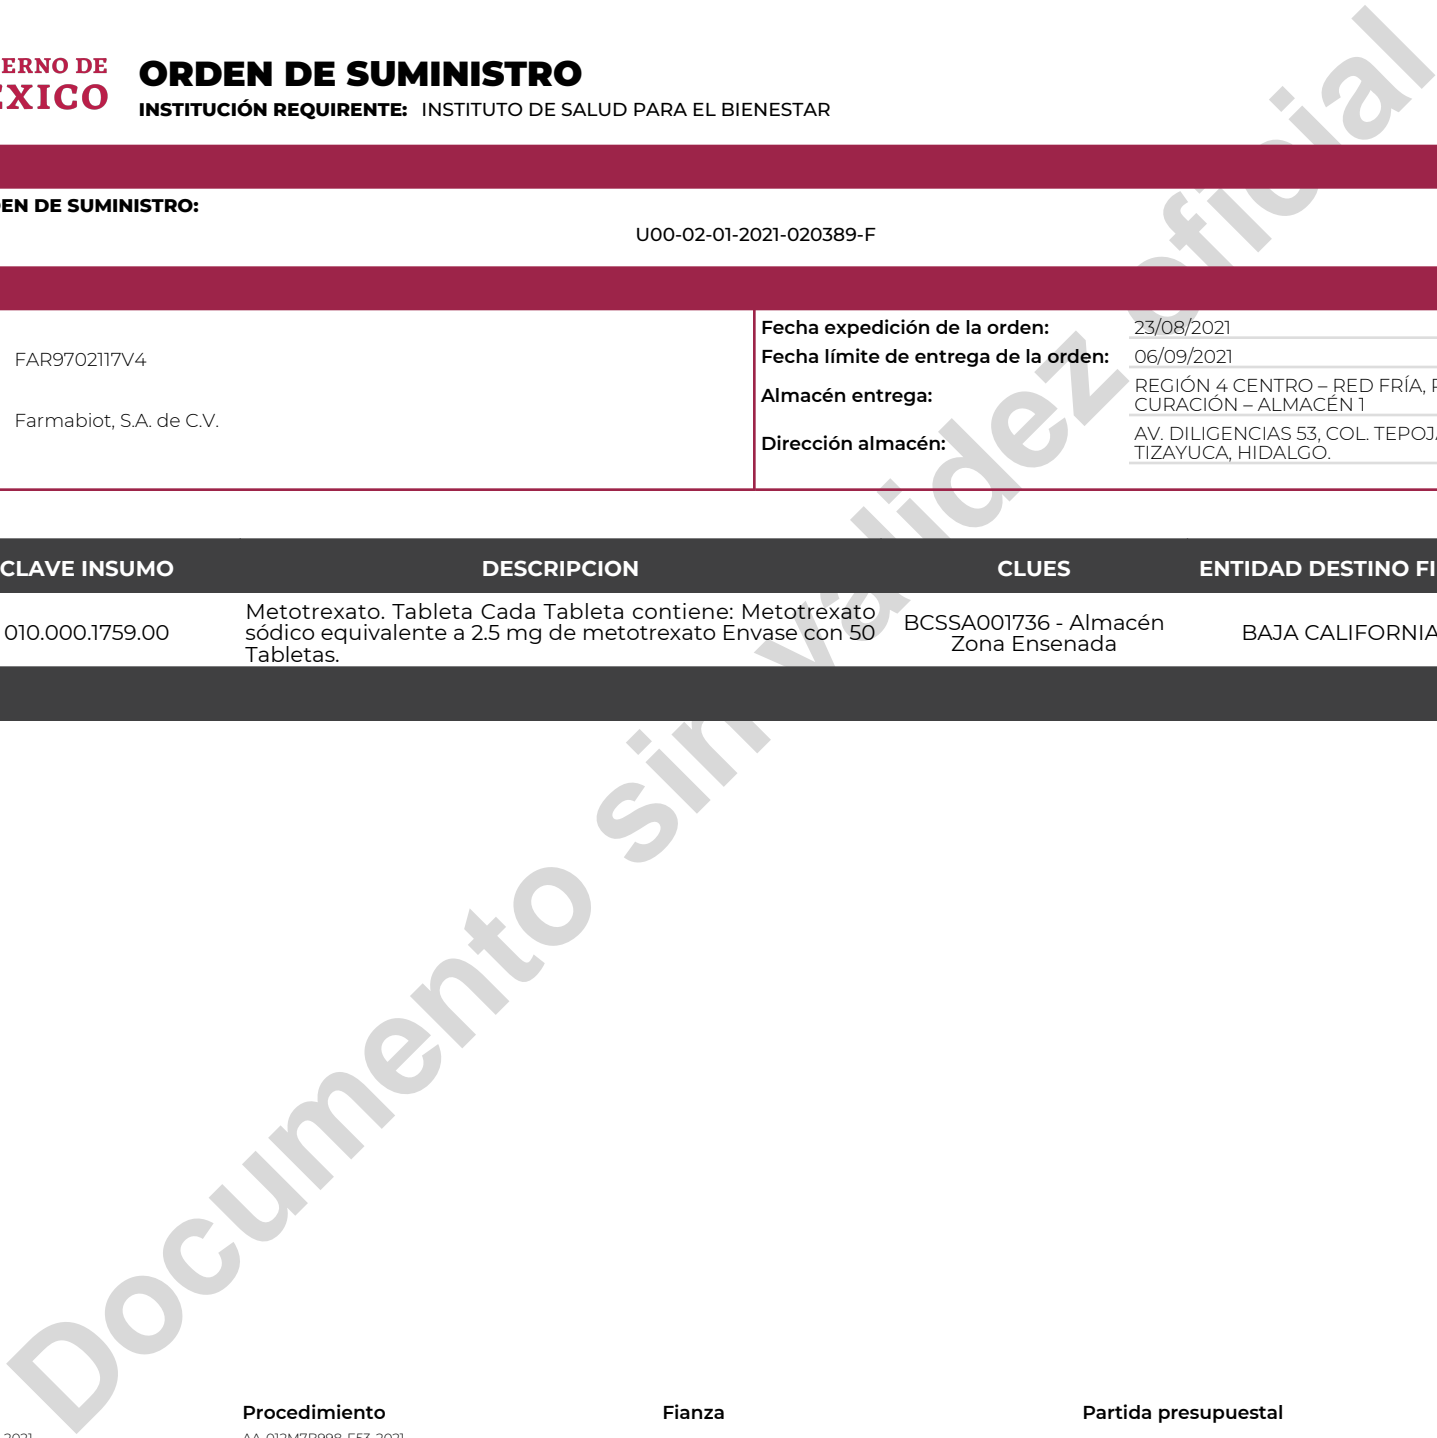 ERNO DE
EXICO
ORDEN DE SUMINISTRO
INSTITUCIÓN REQUIRENTE: INSTITUTO DE SALUD PARA EL BIENESTAR
EN DE SUMINISTRO:
U00-02-01-2021-020389-F
FAR9702117V4
Farmabiot, S.A. de C.V.
Fecha expedición de la orden: 23/08/2021
Fecha límite de entrega de la orden: 06/09/2021
Almacén entrega: REGIÓN 4 CENTRO – RED FRÍA,
CURACIÓN – ALMACÉN 1
Dirección almacén: AV. DILIGENCIAS 53, COL. TEPOJ
TIZAYUCA, HIDALGO.
CLAVE INSUMO DESCRIPCION CLUES ENTIDAD DESTINO FI
010.000.1759.00
Metotrexato. Tableta Cada Tableta contiene: Metotrexato
sódico equivalente a 2.5 mg de metotrexato Envase con 50
Tabletas.
BCSSA001736 - Almacén
Zona Ensenada
BAJA CALIFORNIA
Documento sin validez oficial
Procedimiento Fianza Partida presupuestal